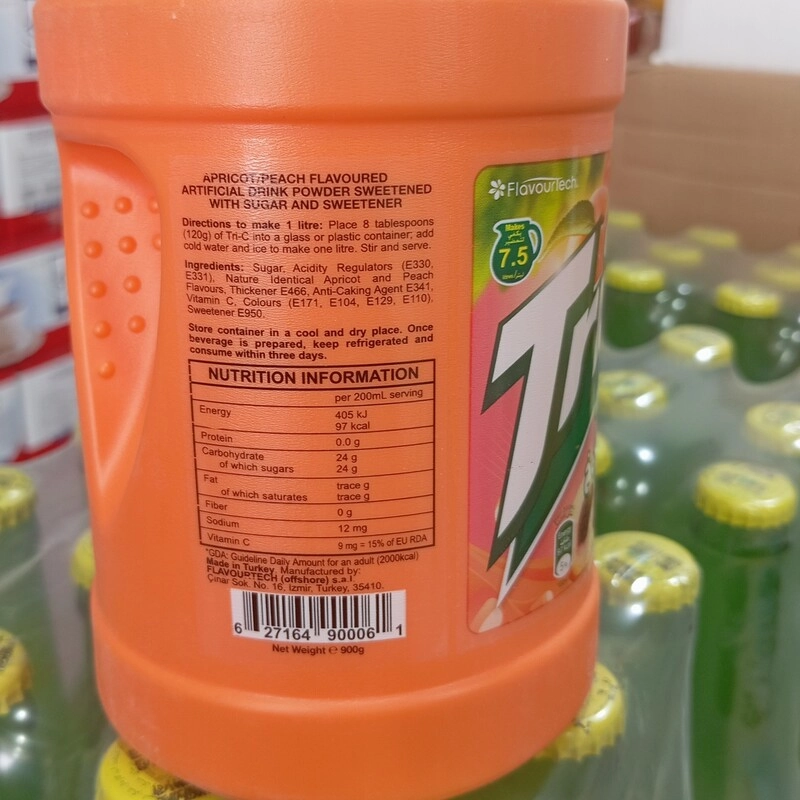 APRICOT/PEACH FLAVOURED
ARTIFICIAL DRINK POWDER SWEETENED
WITH SUGAR AND SWEETENER
Directions to make 1 litre: Place 8 tablespoons
(120g) of Tri-C into a glass or plastic container; add
cold water and ice to make one litre. Stir and serve.
Ingredients: Sugar, Acidity Regulators (E330,
E331), Nature Identical Apricot and Peach
Flavours, Thickener E466, Anti-Caking Agent E341,
Vitamin C, Colours (E171, E104, E129, E110).
Sweetener E950.
Store container in a cool and dry place. Once
beverage is prepared, keep refrigerated and
consume within three days.
NUTRITION INFORMATION
per 200mL serving
Energy 405 kJ
97 kcal
Protein 0.0 g
Carbohydrate 24 g
of which sugars 24 g
Fat trace g
of which saturates trace g
Fiber 0 g
Sodium 12 mg
Vitamin C 9 mg = 15% of EU RDA
*GDA: Guideline Daily Amount for an adult (2000kcal)
Made in Turkey, Manufactured by:
FLAVOURTECH (offshore) s.a.l
Çınar Sok. No. 16, Izmir, Turkey, 35410.
6 27164 90006 1
Net Weight ℮ 900g
FlavourTech
Makes
7.5
Tri